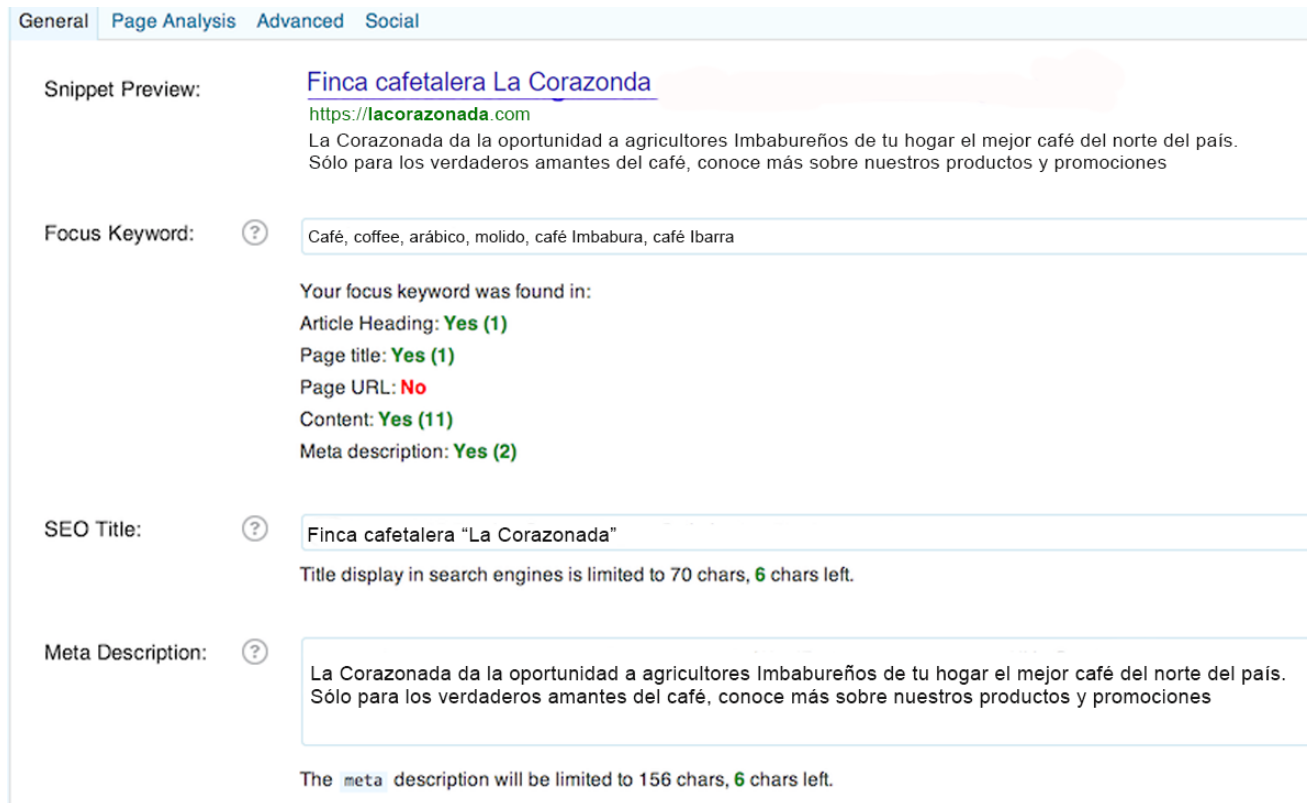 General Page Analysis Advanced Social
Snippet Preview: Finca cafetalera La Corazonda
https://lacorazonada.com
La Corazonada da la oportunidad a agricultores Imbabureños de tu hogar el mejor café del norte del país.
Sólo para los verdaderos amantes del café, conoce más sobre nuestros productos y promociones
Focus Keyword: ? Café, coffee, arábico, molido, café Imbabura, café Ibarra
Your focus keyword was found in:
Article Heading: Yes (1)
Page title: Yes (1)
Page URL: No
Content: Yes (11)
Meta description: Yes (2)
SEO Title: ? Finca cafetalera “La Corazonada”
Title display in search engines is limited to 70 chars, 6 chars left.
Meta Description: ? La Corazonada da la oportunidad a agricultores Imbabureños de tu hogar el mejor café del norte del país.
Sólo para los verdaderos amantes del café, conoce más sobre nuestros productos y promociones
The meta description will be limited to 156 chars, 6 chars left.